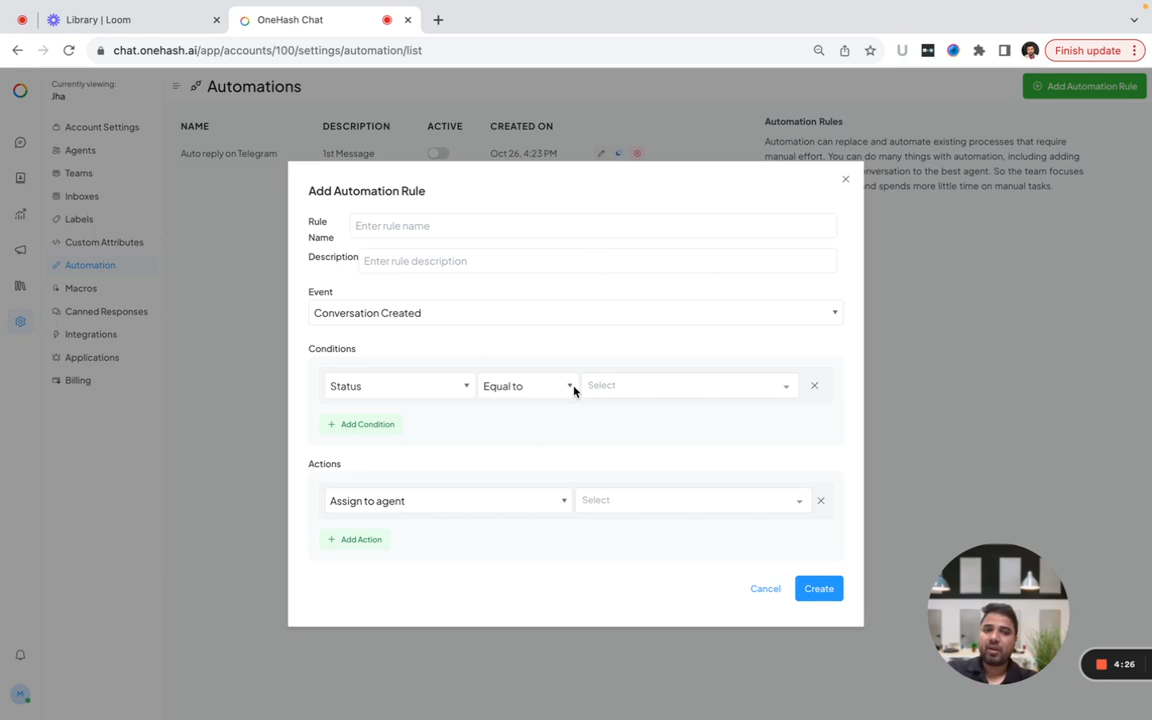 Library | Loom
OneHash Chat
chat.onehash.ai/app/accounts/100/settings/automation/list
Finish update
Currently viewing:
Jha
Account Settings
Agents
Teams
Inboxes
Labels
Custom Attributes
Automation
Macros
Canned Responses
Integrations
Applications
Billing
M
Automations
Add Automation Rule
NAME DESCRIPTION ACTIVE CREATED ON
Auto reply on Telegram 1st Message Oct 26, 4:23 PM
Automation Rules
Automation can replace and automate existing processes that require
manual effort. You can do many things with automation, including adding
onversation to the best agent. So the team focuses
and spends more little time on manual tasks.
Add Automation Rule
Rule
Name
Enter rule name
Description
Enter rule description
Event
Conversation Created
Conditions
Status Equal to Select
+ Add Condition
Actions
Assign to agent Select
+ Add Action
Cancel Create
4:26